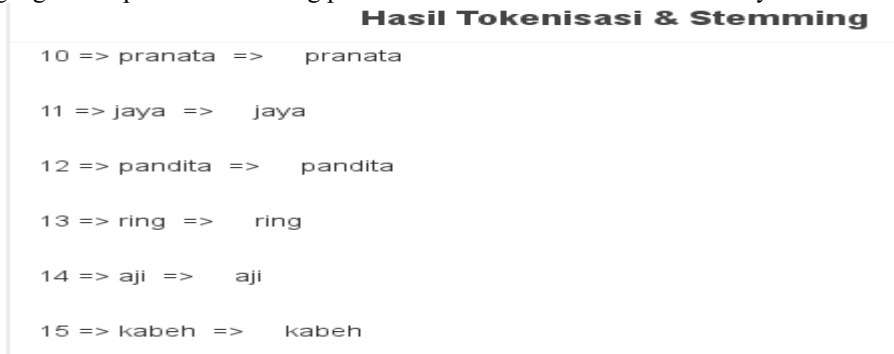 Hasil Tokenisasi & Stemming
10 => pranata => pranata
11 => jaya => jaya
12 => pandita => pandita
13 => ring => ring
14 => aji => aji
15 => kabeh => kabeh